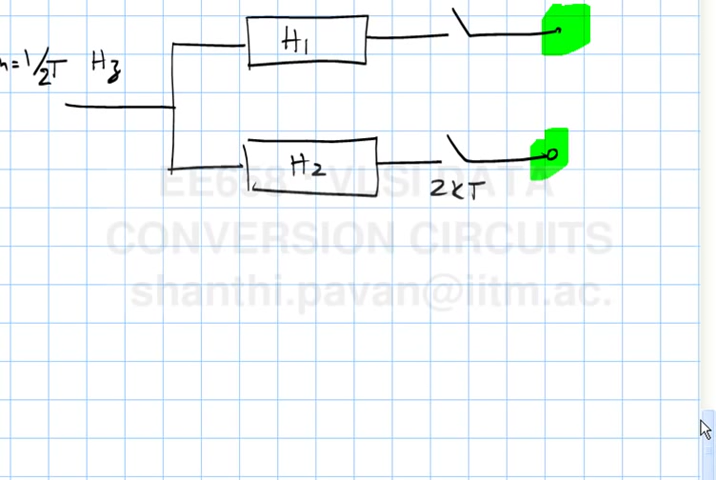 =1/2T Hz
H1
H2
2kT
EE658 VLSI DATA
CONVERSION CIRCUITS
shanthi.pavan@iitm.ac.